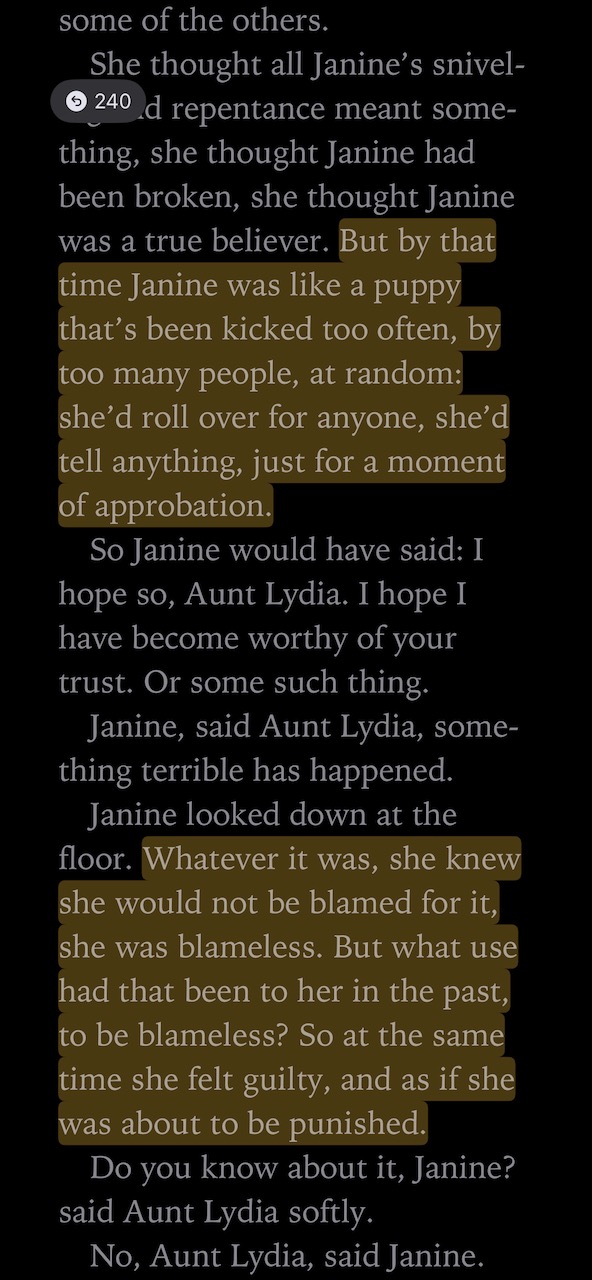 some of the others.
She thought all Janine’s snivel-
240
d repentance meant some-
thing, she thought Janine had
been broken, she thought Janine
was a true believer. But by that
time Janine was like a puppy
that’s been kicked too often, by
too many people, at random:
she’d roll over for anyone, she’d
tell anything, just for a moment
of approbation.
So Janine would have said: I
hope so, Aunt Lydia. I hope I
have become worthy of your
trust. Or some such thing.
Janine, said Aunt Lydia, some-
thing terrible has happened.
Janine looked down at the
floor. Whatever it was, she knew
she would not be blamed for it,
she was blameless. But what use
had that been to her in the past,
to be blameless? So at the same
time she felt guilty, and as if she
was about to be punished.
Do you know about it, Janine?
said Aunt Lydia softly.
No, Aunt Lydia, said Janine.